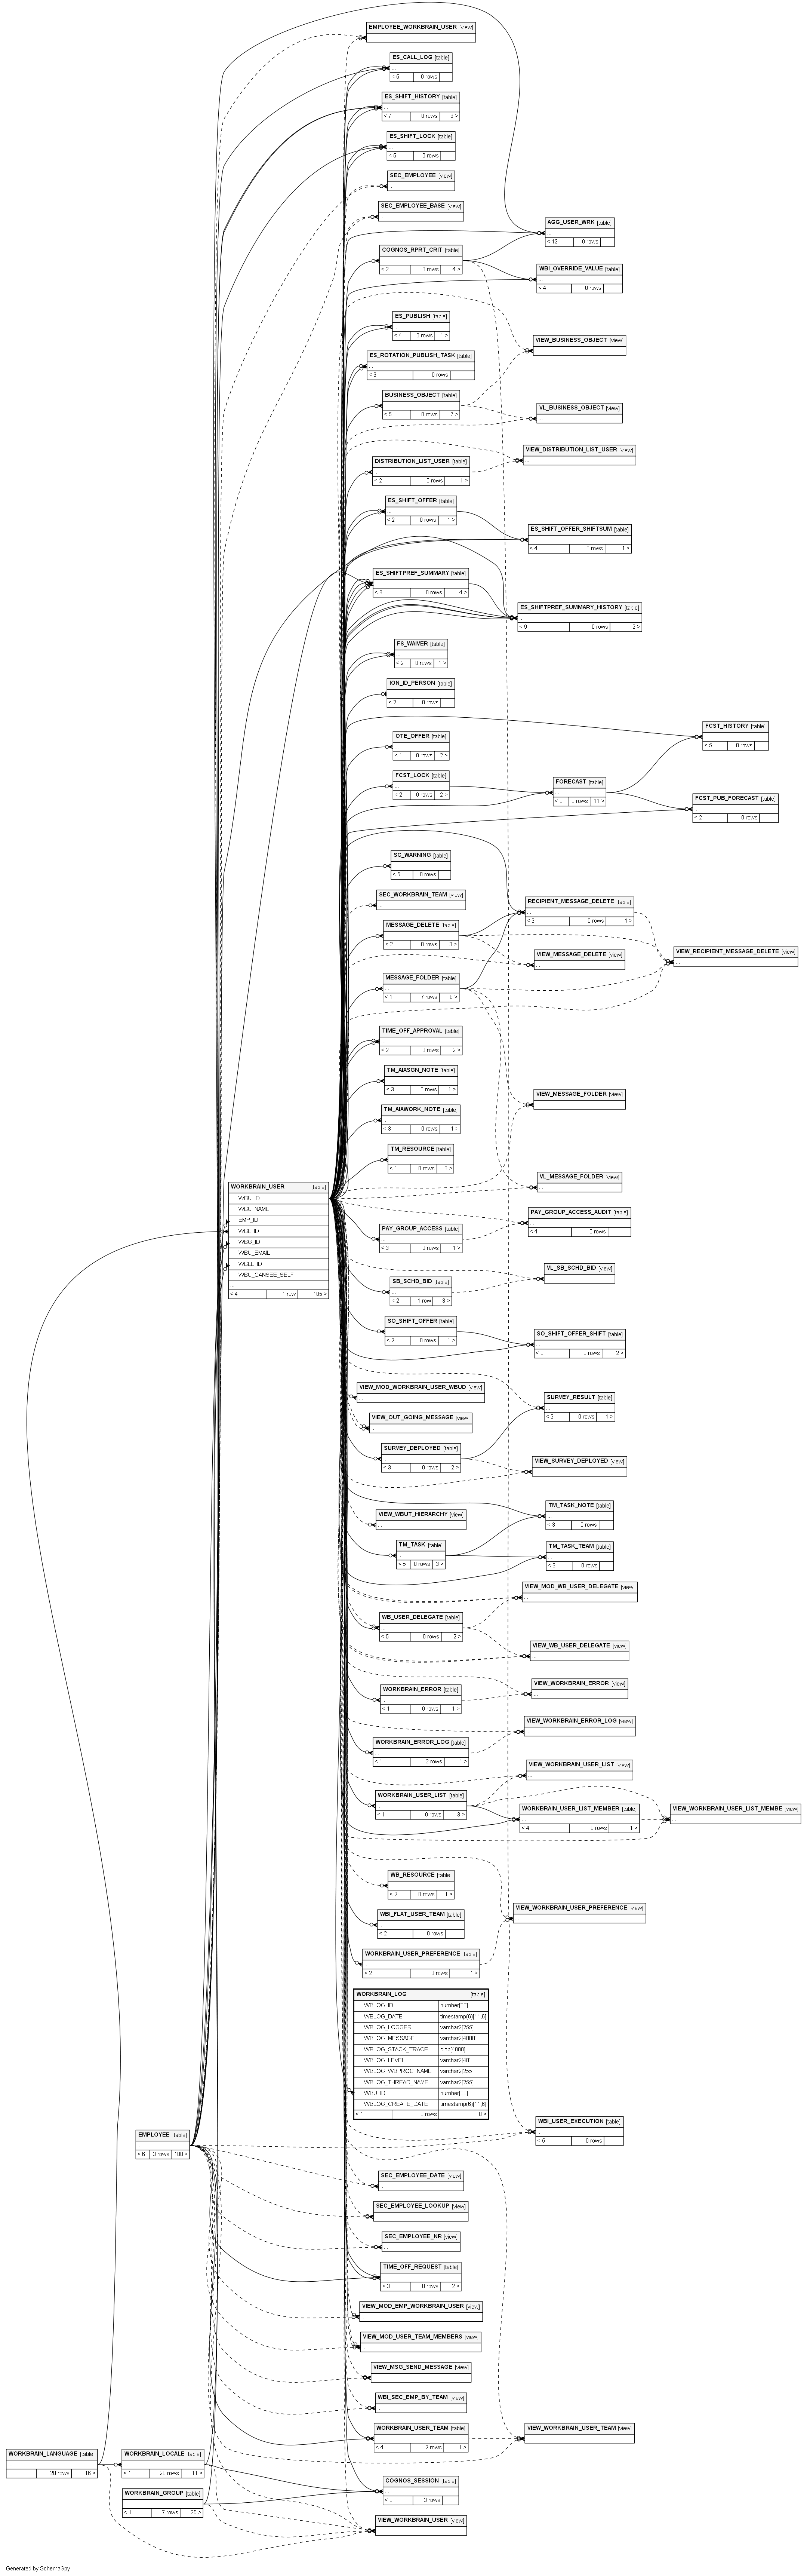 EMPLOYEE_WORKBRAIN_USER [view]
...
ES_CALL_LOG [table]
...
< 5 0 rows
ES_SHIFT_HISTORY [table]
...
< 7 0 rows 3 >
ES_SHIFT_LOCK [table]
...
< 5 0 rows
SEC_EMPLOYEE [view]
...
SEC_EMPLOYEE_BASE [view]
...
AGG_USER_WRK [table]
...
< 13 0 rows
COGNOS_RPRT_CRIT [table]
...
< 2 0 rows 4 >
WBI_OVERRIDE_VALUE [table]
...
< 4 0 rows
ES_PUBLISH [table]
...
< 4 0 rows 1 >
VIEW_BUSINESS_OBJECT [view]
...
ES_ROTATION_PUBLISH_TASK [table]
...
< 3 0 rows
BUSINESS_OBJECT [table]
...
< 5 0 rows 7 >
VL_BUSINESS_OBJECT [view]
...
VIEW_DISTRIBUTION_LIST_USER [view]
...
DISTRIBUTION_LIST_USER [table]
...
< 2 0 rows 1 >
ES_SHIFT_OFFER [table]
...
< 2 0 rows 1 >
ES_SHIFT_OFFER_SHIFTSUM [table]
...
< 4 0 rows 1 >
ES_SHIFTPREF_SUMMARY [table]
...
< 8 0 rows 4 >
ES_SHIFTPREF_SUMMARY_HISTORY [table]
...
< 9 0 rows 2 >
FS_WAIVER [table]
...
< 2 0 rows 1 >
ION_ID_PERSON [table]
...
< 2 0 rows
FCST_HISTORY [table]
...
< 5 0 rows
OTE_OFFER [table]
...
< 1 0 rows 2 >
FCST_LOCK [table]
...
< 2 0 rows 2 >
FORECAST [table]
...
< 8 0 rows 11 >
FCST_PUB_FORECAST [table]
...
< 2 0 rows
SC_WARNING [table]
...
< 5 0 rows
SEC_WORKBRAIN_TEAM [view]
...
RECIPIENT_MESSAGE_DELETE [table]
...
< 3 0 rows 1 >
MESSAGE_DELETE [table]
...
< 2 0 rows 3 >
VIEW_MESSAGE_DELETE [view]
...
VIEW_RECIPIENT_MESSAGE_DELETE [view]
...
MESSAGE_FOLDER [table]
...
< 1 7 rows 8 >
TIME_OFF_APPROVAL [table]
...
< 2 0 rows 2 >
TM_AIASGN_NOTE [table]
...
< 3 0 rows 1 >
VIEW_MESSAGE_FOLDER [view]
...
TM_AIAWORK_NOTE [table]
...
< 3 0 rows 1 >
TM_RESOURCE [table]
...
< 1 0 rows 3 >
VL_MESSAGE_FOLDER [view]
...
WORKBRAIN_USER [table]
WBU_ID
WBU_NAME
EMP_ID
WBL_ID
WBG_ID
WBU_EMAIL
WBLL_ID
WBU_CANSEE_SELF
...
< 4 1 row 105 >
PAY_GROUP_ACCESS_AUDIT [table]
...
< 4 0 rows
PAY_GROUP_ACCESS [table]
...
< 3 0 rows 1 >
VL_SB_SCHD_BID [view]
...
SB_SCHD_BID [table]
...
< 2 1 row 13 >
SO_SHIFT_OFFER [table]
...
< 2 0 rows 1 >
SO_SHIFT_OFFER_SHIFT [table]
...
< 3 0 rows 2 >
VIEW_MOD_WORKBRAIN_USER_WBUD [view]
...
SURVEY_RESULT [table]
...
< 2 0 rows 1 >
VIEW_OUT_GOING_MESSAGE [view]
...
SURVEY_DEPLOYED [table]
...
< 3 0 rows 2 >
VIEW_SURVEY_DEPLOYED [view]
...
VIEW_WBUT_HIERARCHY [view]
...
TM_TASK_NOTE [table]
...
< 3 0 rows
TM_TASK [table]
...
< 5 0 rows 3 >
TM_TASK_TEAM [table]
...
< 3 0 rows
VIEW_MOD_WB_USER_DELEGATE [view]
...
WB_USER_DELEGATE [table]
...
< 5 0 rows 2 >
VIEW_WB_USER_DELEGATE [view]
...
WORKBRAIN_ERROR [table]
...
< 1 0 rows 1 >
VIEW_WORKBRAIN_ERROR [view]
...
VIEW_WORKBRAIN_ERROR_LOG [view]
...
WORKBRAIN_ERROR_LOG [table]
...
< 1 2 rows 1 >
VIEW_WORKBRAIN_USER_LIST [view]
...
WORKBRAIN_USER_LIST [table]
...
< 1 0 rows 3 >
WORKBRAIN_USER_LIST_MEMBER [table]
...
< 4 0 rows 1 >
VIEW_WORKBRAIN_USER_LIST_MEMBE [view]
...
WB_RESOURCE [table]
...
< 2 0 rows 1 >
VIEW_WORKBRAIN_USER_PREFERENCE [view]
...
WBI_FLAT_USER_TEAM [table]
...
< 2 0 rows
WORKBRAIN_USER_PREFERENCE [table]
...
< 2 0 rows 1 >
WORKBRAIN_LOG [table]
WBLOG_ID number[38]
WBLOG_DATE timestamp(6)[11,6]
WBLOG_LOGGER varchar2[255]
WBLOG_MESSAGE varchar2[4000]
WBLOG_STACK_TRACE clob[4000]
WBLOG_LEVEL varchar2[40]
WBLOG_WBPROC_NAME varchar2[255]
WBLOG_THREAD_NAME varchar2[255]
WBU_ID number[38]
WBLOG_CREATE_DATE timestamp(6)[11,6]
< 1 0 rows 0 >
WBI_USER_EXECUTION [table]
...
< 5 0 rows
EMPLOYEE [table]
...
< 8 3 rows 180 >
SEC_EMPLOYEE_DATE [view]
...
SEC_EMPLOYEE_LOOKUP [view]
...
SEC_EMPLOYEE_NR [view]
...
TIME_OFF_REQUEST [table]
...
< 3 0 rows 2 >
VIEW_MOD_EMP_WORKBRAIN_USER [view]
...
VIEW_MOD_USER_TEAM_MEMBERS [view]
...
VIEW_MSG_SEND_MESSAGE [view]
...
WBI_SEC_EMP_BY_TEAM [view]
...
WORKBRAIN_USER_TEAM [table]
...
< 4 2 rows 1 >
VIEW_WORKBRAIN_USER_TEAM [view]
...
WORKBRAIN_LANGUAGE [table]
...
20 rows 16 >
WORKBRAIN_LOCALE [table]
...
< 1 20 rows 11 >
COGNOS_SESSION [table]
...
< 3 3 rows
WORKBRAIN_GROUP [table]
...
< 1 7 rows 25 >
VIEW_WORKBRAIN_USER [view]
...
Generated by SchemaSpy